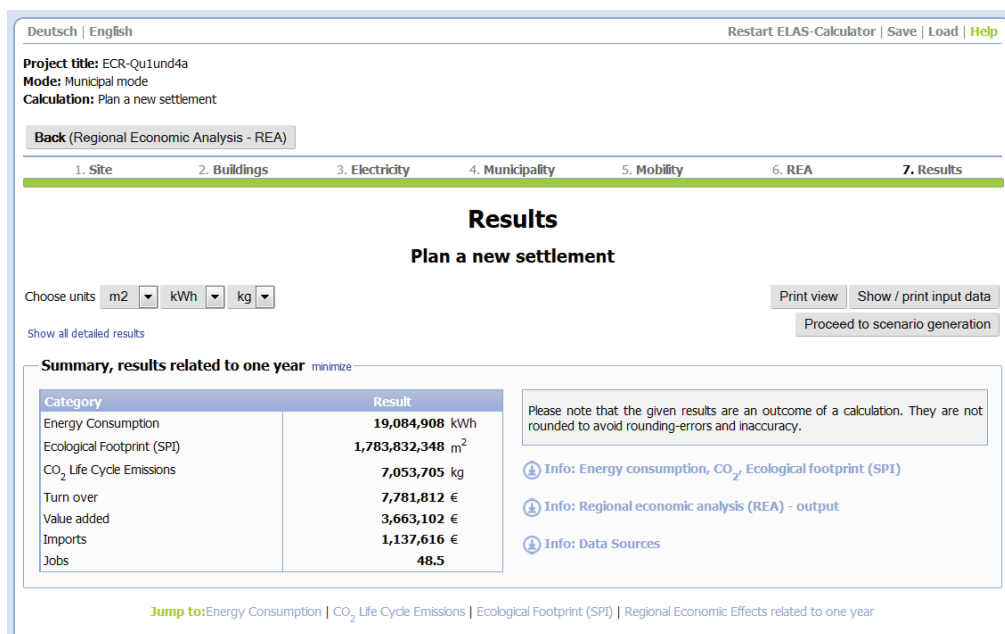 Deutsch | English
Restart ELAS-Calculator | Save | Load | Help
Project title: ECR-Qu1und4a
Mode: Municipal mode
Calculation: Plan a new settlement
Back (Regional Economic Analysis - REA)
1. Site 2. Buildings 3. Electricity 4. Municipality 5. Mobility 6. REA 7. Results
Results
Plan a new settlement
Choose units m2 kWh kg
Print view Show / print input data
Proceed to scenario generation
Show all detailed results
Summary, results related to one year minimize
Category Result
Energy Consumption 19,084,908 kWh
Ecological Footprint (SPI) 1,783,832,348 m2
CO2 Life Cycle Emissions 7,053,705 kg
Turn over 7,781,812 €
Value added 3,663,102 €
Imports 1,137,616 €
Jobs 48.5
Please note that the given results are an outcome of a calculation. They are not
rounded to avoid rounding-errors and inaccuracy.
Info: Energy consumption, CO2, Ecological footprint (SPI)
Info: Regional economic analysis (REA) - output
Info: Data Sources
Jump to:Energy Consumption | CO2 Life Cycle Emissions | Ecological Footprint (SPI) | Regional Economic Effects related to one year